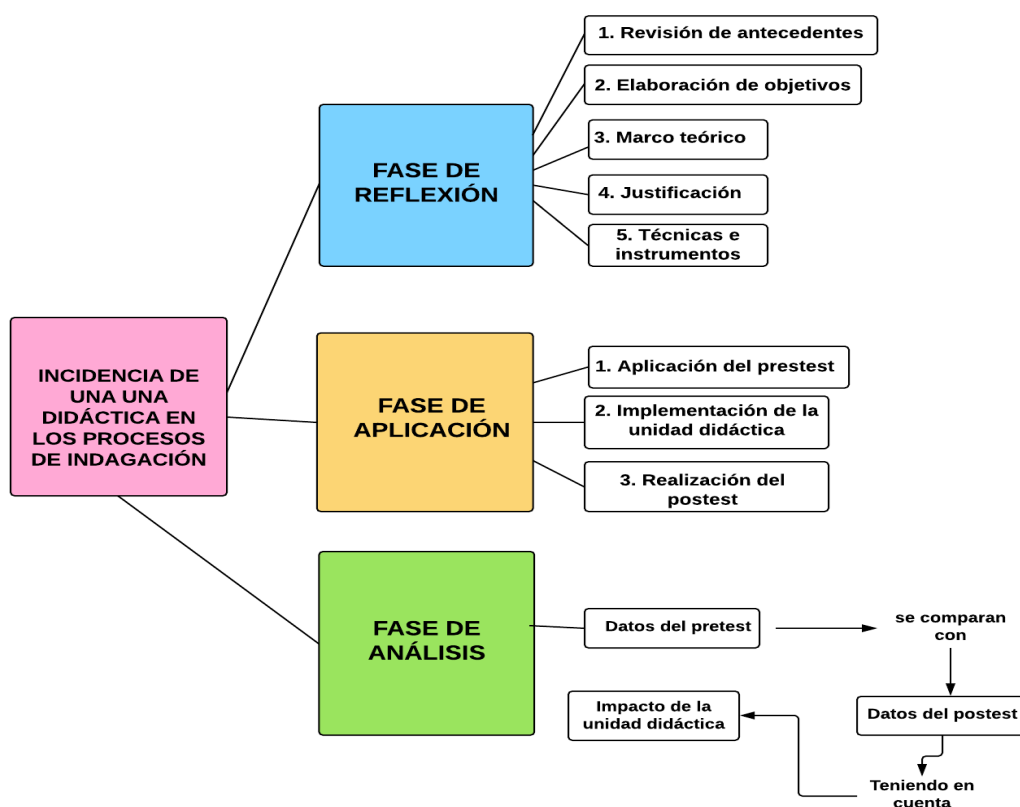 1. Revisión de antecedentes
2. Elaboración de objetivos
3. Marco teórico
4. Justificación
5. Técnicas e
instrumentos
FASE DE
REFLEXIÓN
INCIDENCIA DE
UNA UNA
DIDÁCTICA EN
LOS PROCESOS
DE INDAGACIÓN
FASE DE
APLICACIÓN
1. Aplicación del prestest
2. Implementación de la
unidad didáctica
3. Realización del
postest
FASE DE
ANÁLISIS
Datos del pretest
se comparan
con
Datos del postest
Teniendo en
cuenta
Impacto de la
unidad didáctica